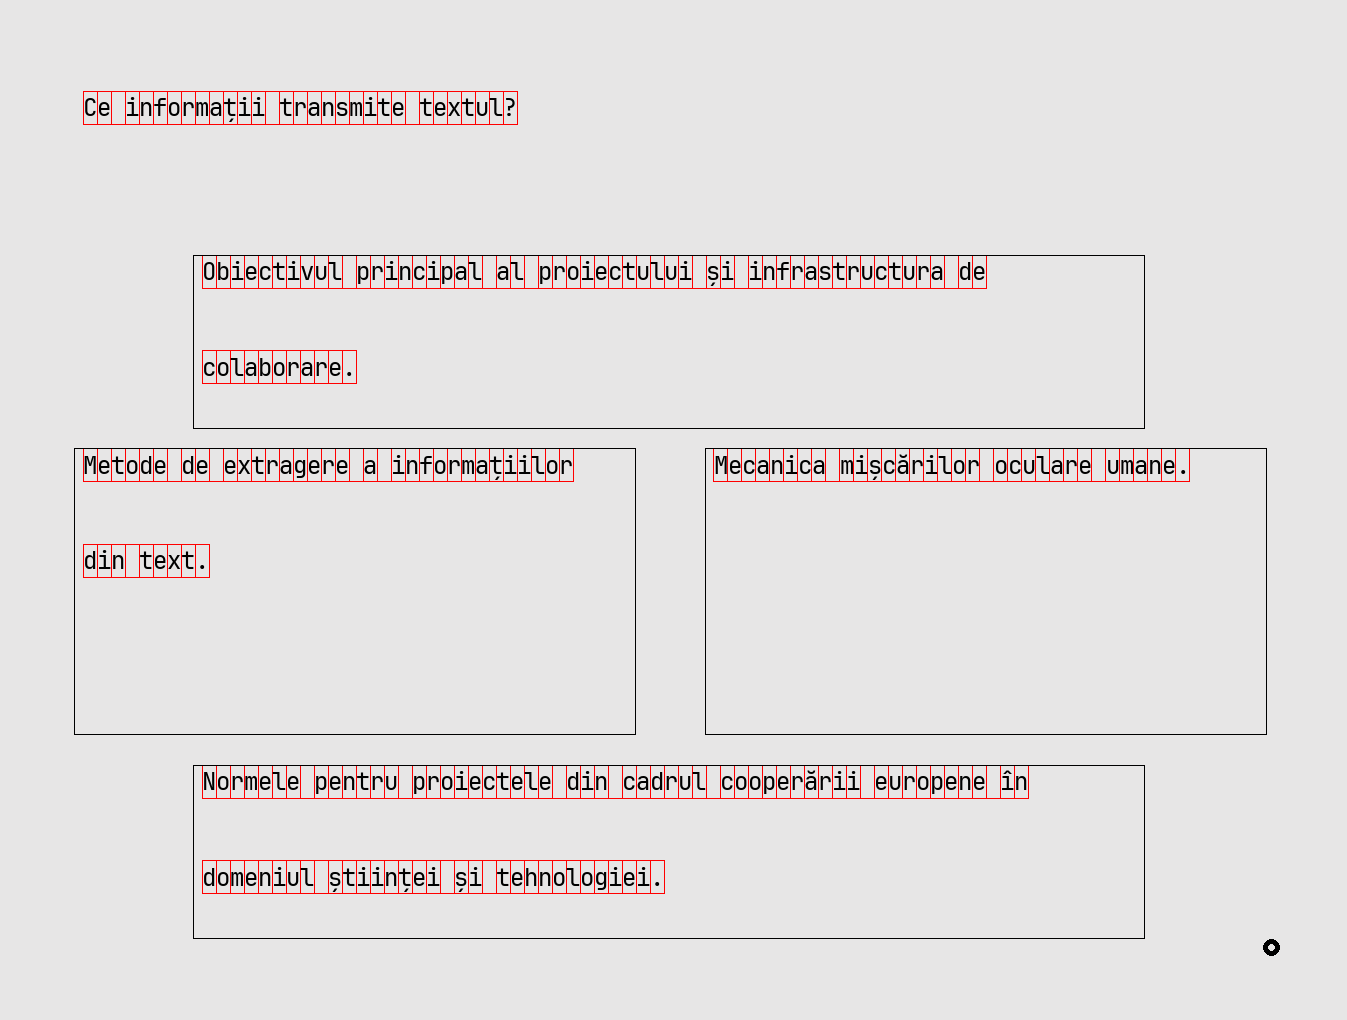 Ce informații transmite textul?
Obiectivul principal al proiectului și infrastructura de
colaborare.
Metode de extragere a informațiilor
din text.
Mecanica mișcărilor oculare umane.
Normele pentru proiectele din cadrul cooperării europene în
domeniul științei și tehnologiei.